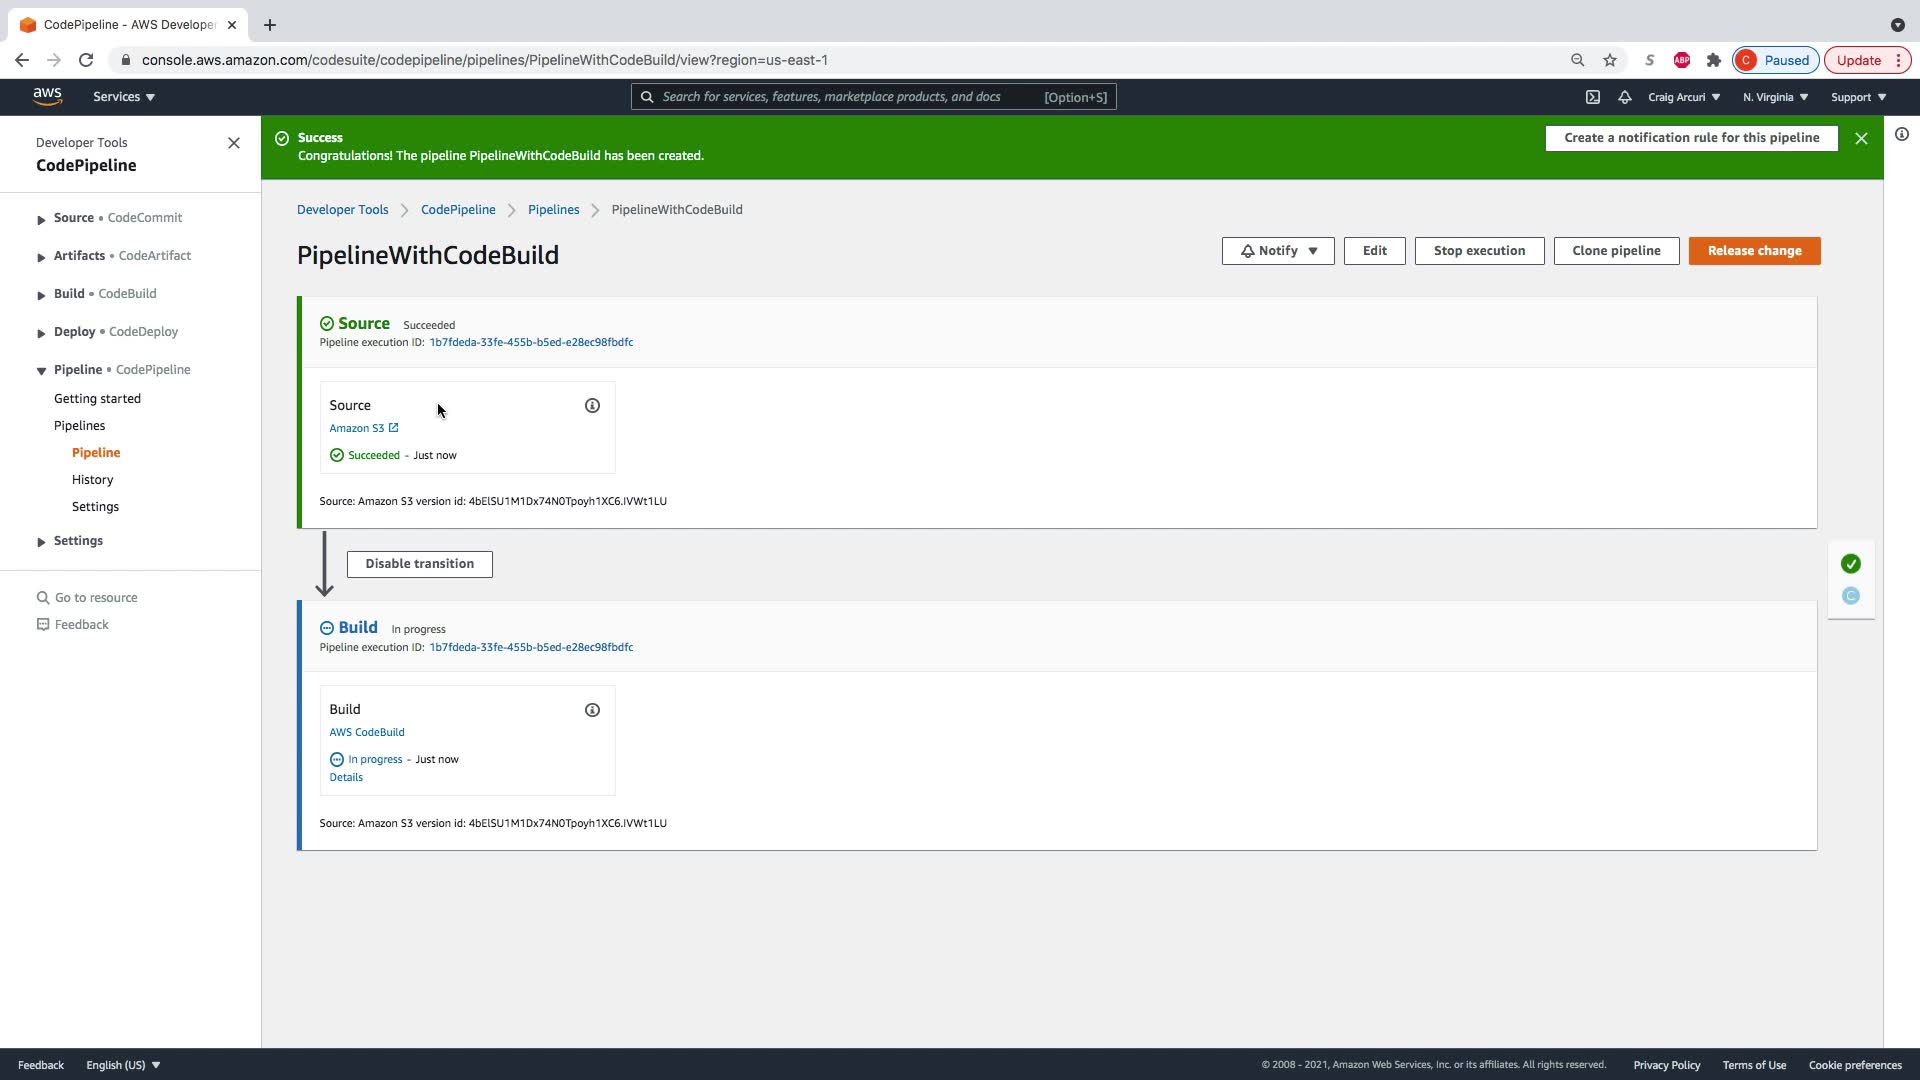 CodePipeline - AWS Developer
console.aws.amazon.com/codesuite/codepipeline/pipelines/PipelineWithCodeBuild/view?region=us-east-1
S
ABP
C
Paused
Update
aws
Services
Search for services, features, marketplace products, and docs
[Option+S]
Craig Arcuri
N. Virginia
Support
Developer Tools
CodePipeline
Success
Congratulations! The pipeline PipelineWithCodeBuild has been created.
Create a notification rule for this pipeline
Source • CodeCommit
Artifacts • CodeArtifact
Build • CodeBuild
Deploy • CodeDeploy
Pipeline • CodePipeline
Getting started
Pipelines
Pipeline
History
Settings
Settings
Go to resource
Feedback
Developer Tools
CodePipeline
Pipelines
PipelineWithCodeBuild
PipelineWithCodeBuild
Notify
Edit
Stop execution
Clone pipeline
Release change
Source Succeeded
Pipeline execution ID: 1b7fdeda-33fe-455b-b5ed-e28ec98fbdfc
Source
Amazon S3
Succeeded - Just now
Source: Amazon S3 version id: 4bElSU1M1Dx74N0Tpoyh1XC6.IVWt1LU
Disable transition
Build In progress
Pipeline execution ID: 1b7fdeda-33fe-455b-b5ed-e28ec98fbdfc
Build
AWS CodeBuild
In progress - Just now
Details
Source: Amazon S3 version id: 4bElSU1M1Dx74N0Tpoyh1XC6.IVWt1LU
Feedback
English (US)
© 2008 - 2021, Amazon Web Services, Inc. or its affiliates. All rights reserved.
Privacy Policy
Terms of Use
Cookie preferences